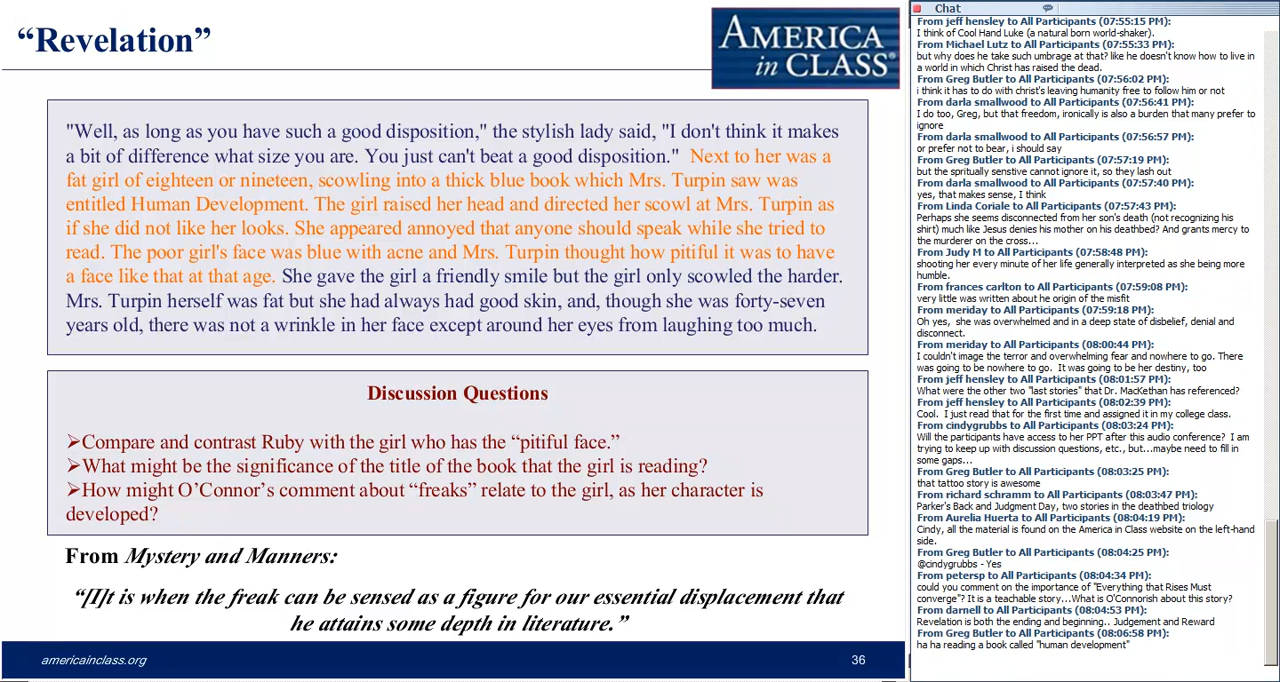 “Revelation”
AMERICA
in CLASS®
"Well, as long as you have such a good disposition," the stylish lady said, "I don't think it makes
a bit of difference what size you are. You just can't beat a good disposition."  Next to her was a
fat girl of eighteen or nineteen, scowling into a thick blue book which Mrs. Turpin saw was
entitled Human Development. The girl raised her head and directed her scowl at Mrs. Turpin as
if she did not like her looks. She appeared annoyed that anyone should speak while she tried to
read. The poor girl's face was blue with acne and Mrs. Turpin thought how pitiful it was to have
a face like that at that age. She gave the girl a friendly smile but the girl only scowled the harder.
Mrs. Turpin herself was fat but she had always had good skin, and, though she was forty-seven
years old, there was not a wrinkle in her face except around her eyes from laughing too much.
Discussion Questions
➢Compare and contrast Ruby with the girl who has the “pitiful face.”
➢What might be the significance of the title of the book that the girl is reading?
➢How might O’Connor’s comment about “freaks” relate to the girl, as her character is
developed?
From Mystery and Manners:
“[I]t is when the freak can be sensed as a figure for our essential displacement that
he attains some depth in literature.”
americainclass.org
36
Chat
From jeff hensley to All Participants (07:55:15 PM):
I think of Cool Hand Luke (a natural born world-shaker).
From Michael Lutz to All Participants (07:55:33 PM):
but why does he take such umbrage at that? like he doesn't know how to live in
a world in which Christ has raised the dead.
From Greg Butler to All Participants (07:56:02 PM):
i think it has to do with christ's leaving humanity free to follow him or not
From darla smallwood to All Participants (07:56:41 PM):
I do too, Greg, but that freedom, ironically is also a burden that many prefer to
ignore
From darla smallwood to All Participants (07:56:57 PM):
or prefer not to bear, i should say
From Greg Butler to All Participants (07:57:19 PM):
but the spritually senstive cannot ignore it, so they lash out
From darla smallwood to All Participants (07:57:40 PM):
yes, that makes sense, I think
From Linda Coriale to All Participants (07:57:43 PM):
Perhaps she seems disconnected from her son's death (not recognizing his
shirt) much like Jesus denies his mother on his deathbed? And grants mercy to
the murderer on the cross...
From Judy M to All Participants (07:58:48 PM):
shooting her every minute of her life generally interpreted as she being more
humble.
From frances carlton to All Participants (07:59:08 PM):
very little was written about he origin of the misfit
From meriday to All Participants (07:59:18 PM):
Oh yes,  she was overwhelmed and in a deep state of disbelief, denial and
disconnect.
From meriday to All Participants (08:00:44 PM):
I couldn't image the terror and overwhelming fear and nowhere to go. There
was going to be nowhere to go.  It was going to be her destiny, too
From jeff hensley to All Participants (08:01:57 PM):
What were the other two "last stories" that Dr. MacKethan has referenced?
From jeff hensley to All Participants (08:02:39 PM):
Cool.  I just read that for the first time and assigned it in my college class.
From cindygrubbs to All Participants (08:03:24 PM):
Will the participants have access to her PPT after this audio conference?  I am
trying to keep up with discussion questions, etc., but...maybe need to fill in
some gaps...
From Greg Butler to All Participants (08:03:25 PM):
that tattoo story is awesome
From richard schramm to All Participants (08:03:47 PM):
Parker's Back and Judgment Day, two stories in the deathbed triology
From Aurelia Huerta to All Participants (08:04:19 PM):
Cindy, all the material is found on the America in Class website on the left-hand
side.
From Greg Butler to All Participants (08:04:25 PM):
@cindygrubbs - Yes
From petersp to All Participants (08:04:34 PM):
could you comment on the importance of "Everything that Rises Must
converge"? It is a teachable story...What is O'Connorish about this story?
From darnell to All Participants (08:04:53 PM):
Revelation is both the ending and beginning.. Judgement and Reward
From Greg Butler to All Participants (08:06:58 PM):
ha ha reading a book called "human development"